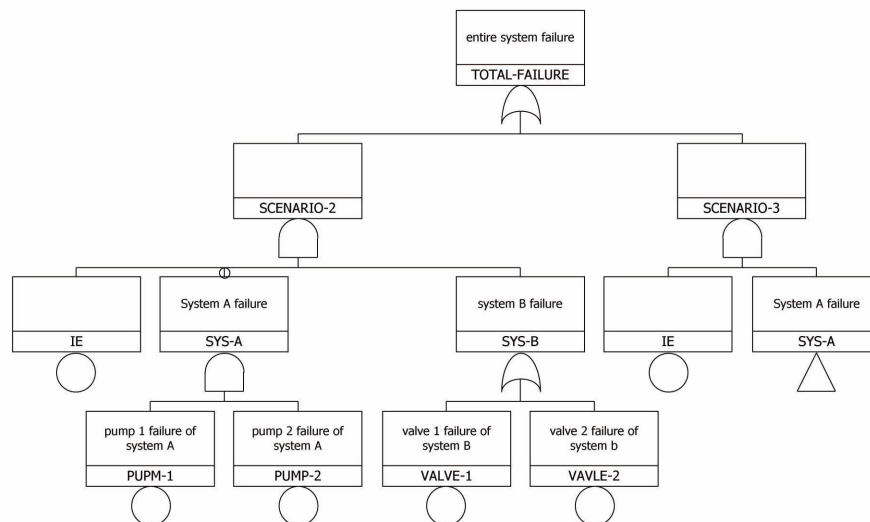 entire system failure
TOTAL-FAILURE
SCENARIO-2
SCENARIO-3
IE
System A failure
SYS-A
system B failure
SYS-B
IE
System A failure
SYS-A
pump 1 failure of
system A
PUPM-1
pump 2 failure of
system A
PUMP-2
valve 1 failure of
system B
VALVE-1
valve 2 failure of
system b
VAVLE-2